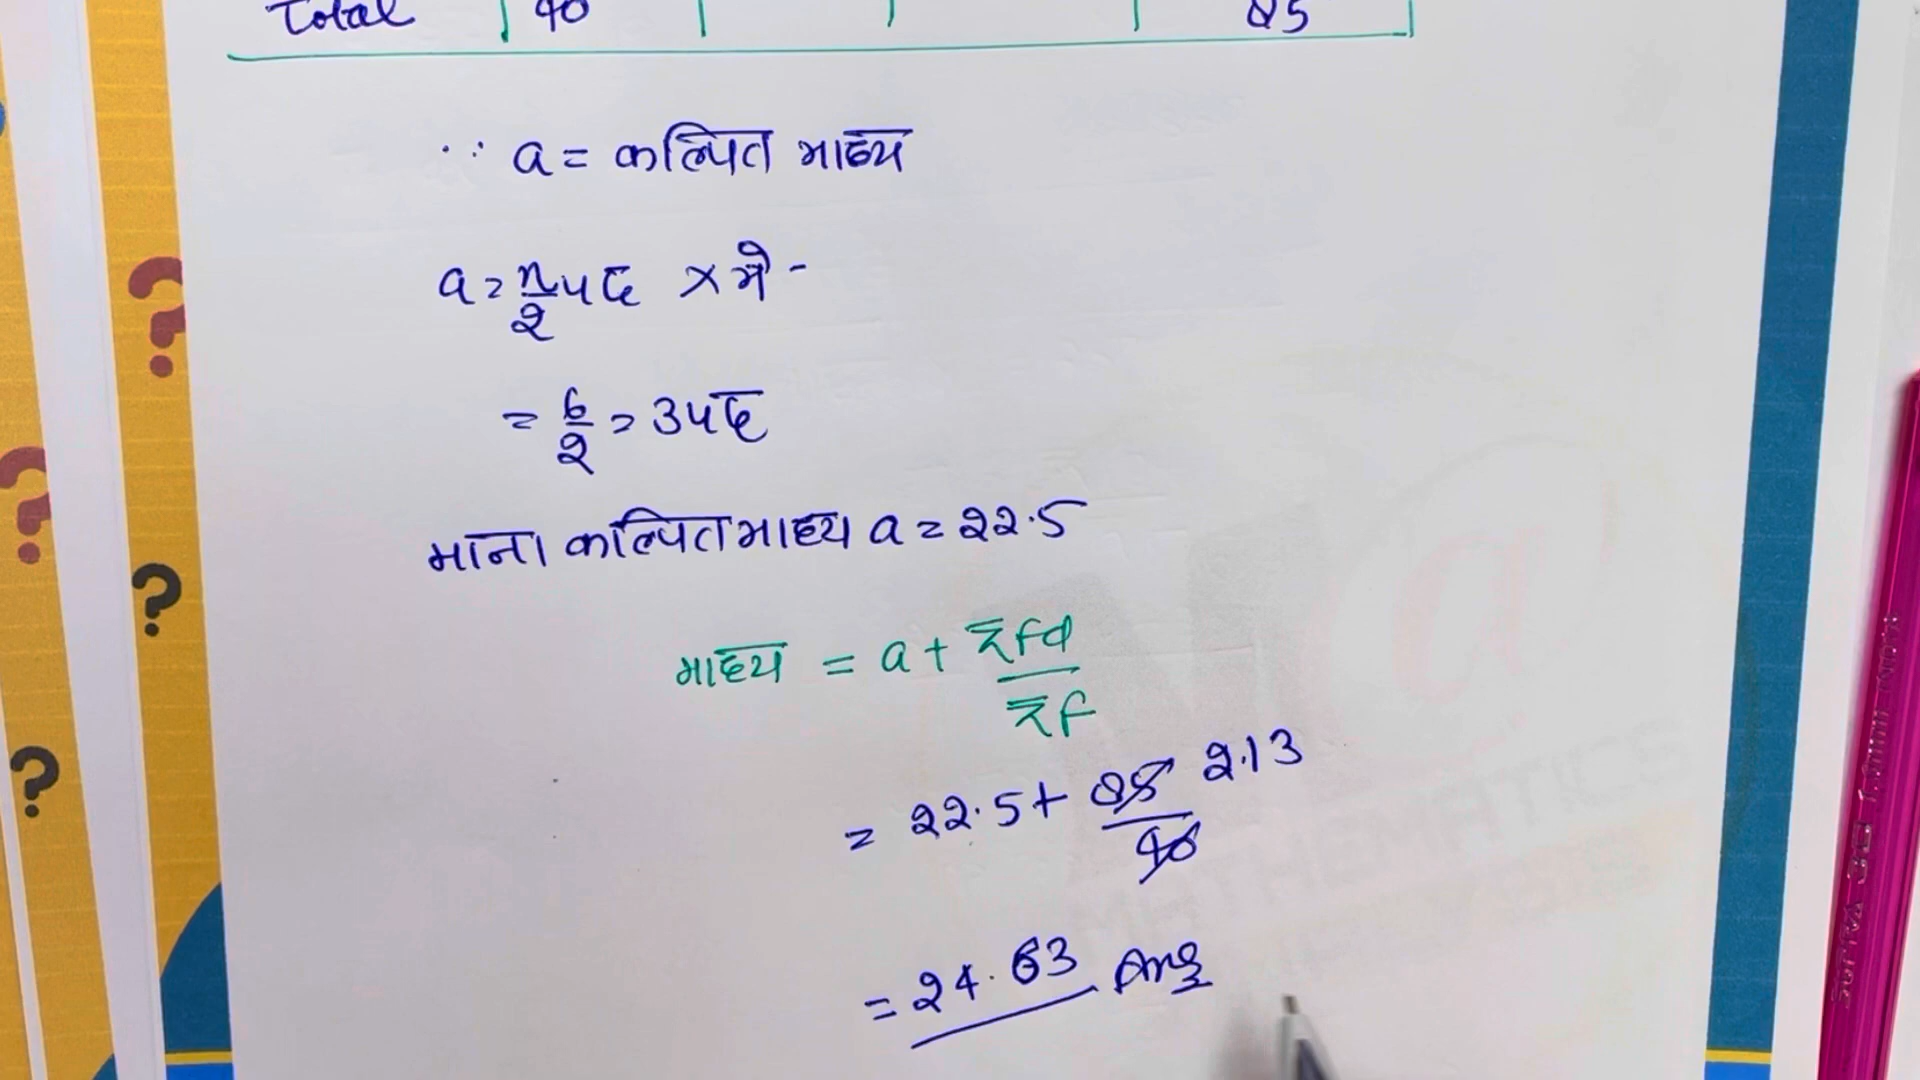 Total 40 85
∵ a = कल्पित माध्य
a = n/2 पद x मे -
= 6/2 = 3 पद
माना कल्पित माध्य a = 22.5
माध्य = a + Σfd/Σf
= 22.5 + 85/40 2.13
= 24.63 Ans